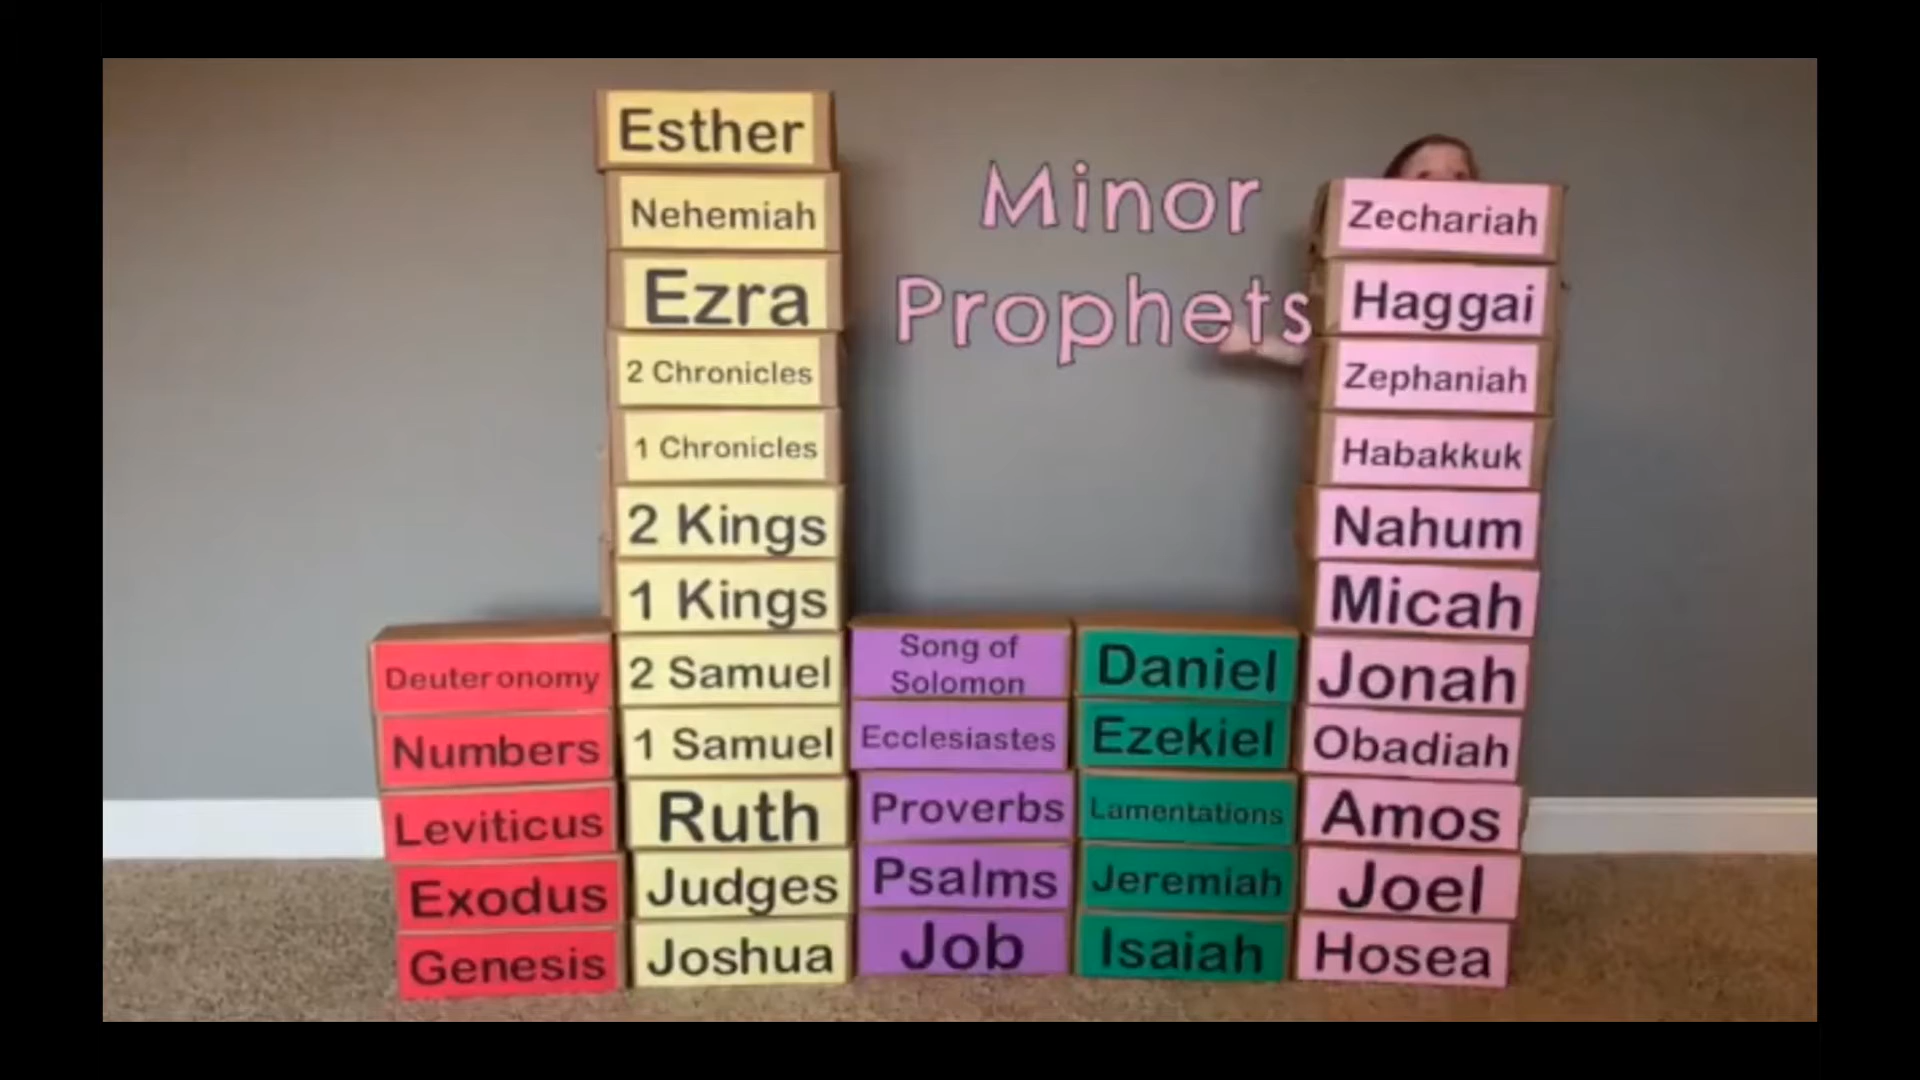 Minor
Prophets
Deuteronomy
Numbers
Leviticus
Exodus
Genesis
Esther
Nehemiah
Ezra
2 Chronicles
1 Chronicles
2 Kings
1 Kings
2 Samuel
1 Samuel
Ruth
Judges
Joshua
Song of
Solomon
Ecclesiastes
Proverbs
Psalms
Job
Daniel
Ezekiel
Lamentations
Jeremiah
Isaiah
Zechariah
Haggai
Zephaniah
Habakkuk
Nahum
Micah
Jonah
Obadiah
Amos
Joel
Hosea